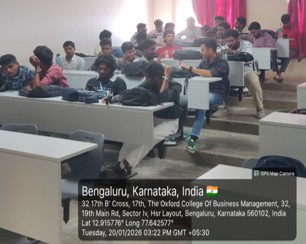 GPS Map Camera
Bengaluru, Karnataka, India 🇮🇳
32 17th B' Cross, 17th, The Oxford College Of Business Management, 32,
19th Main Rd, Sector Iv, Hsr Layout, Bengaluru, Karnataka 560102, India
Lat 12.915776° Long 77.642577°
Tuesday, 20/01/2026 03:22 PM GMT +05:30